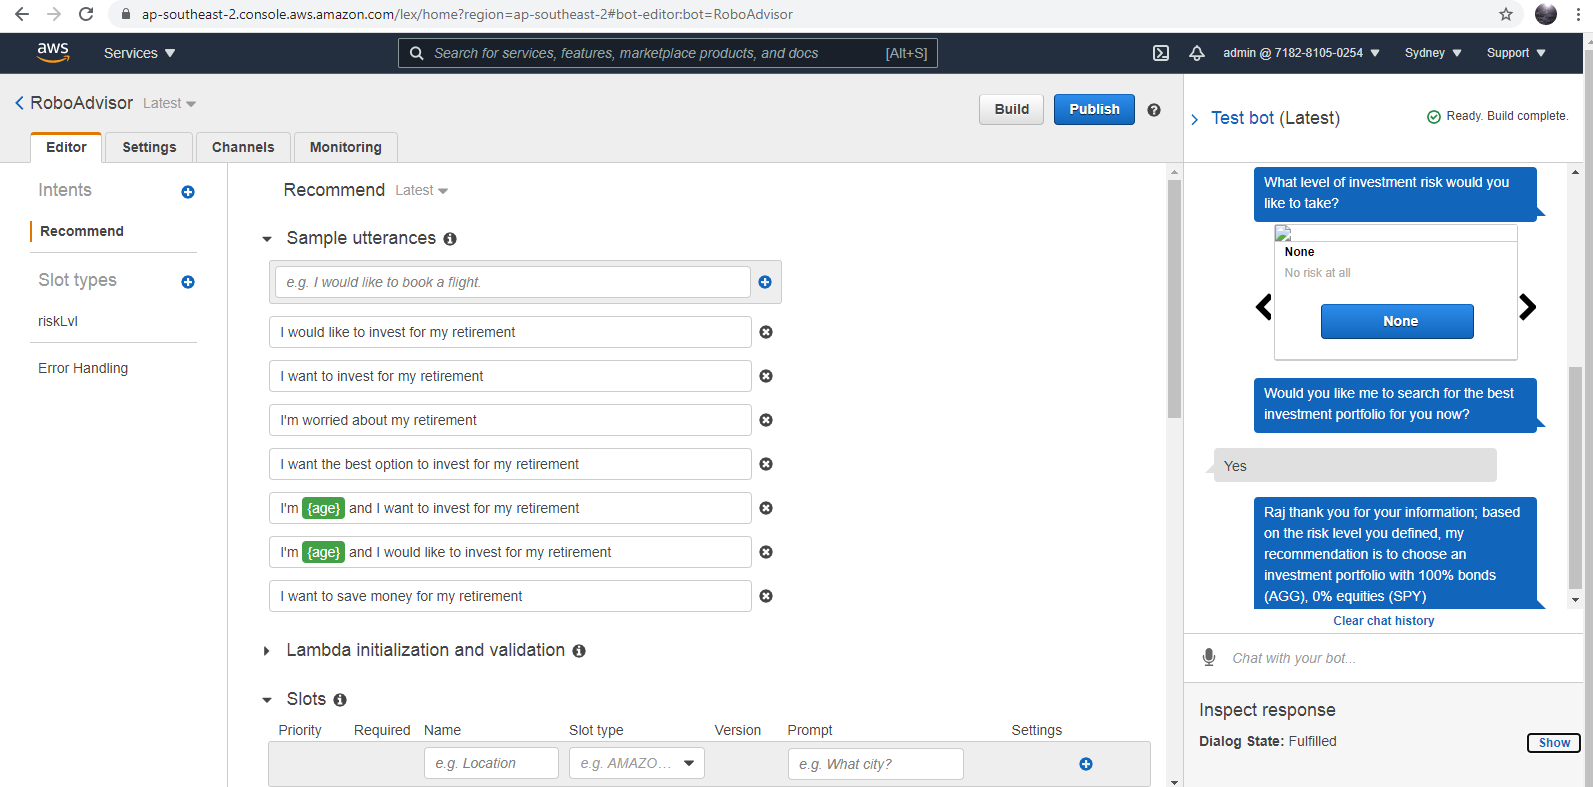 ap-southeast-2.console.aws.amazon.com/lex/home?region=ap-southeast-2#bot-editor:bot=RoboAdvisor
aws
Services
Search for services, features, marketplace products, and docs
[Alt+S]
admin @ 7182-8105-0254
Sydney
Support
RoboAdvisor
Latest
Build
Publish
Editor
Settings
Channels
Monitoring
Intents
Recommend
Slot types
riskLvl
Error Handling
Recommend
Latest
Sample utterances
e.g. I would like to book a flight.
I would like to invest for my retirement
I want to invest for my retirement
I'm worried about my retirement
I want the best option to invest for my retirement
I'm {age} and I want to invest for my retirement
I'm {age} and I would like to invest for my retirement
I want to save money for my retirement
Lambda initialization and validation
Slots
Priority
Required
Name
Slot type
Version
Prompt
Settings
e.g. Location
e.g. AMAZO...
e.g. What city?
Test bot (Latest)
Ready. Build complete.
What level of investment risk would you
like to take?
None
No risk at all
None
Would you like me to search for the best
investment portfolio for you now?
Yes
Raj thank you for your information; based
on the risk level you defined, my
recommendation is to choose an
investment portfolio with 100% bonds
(AGG), 0% equities (SPY)
Clear chat history
Chat with your bot...
Inspect response
Dialog State: Fulfilled
Show